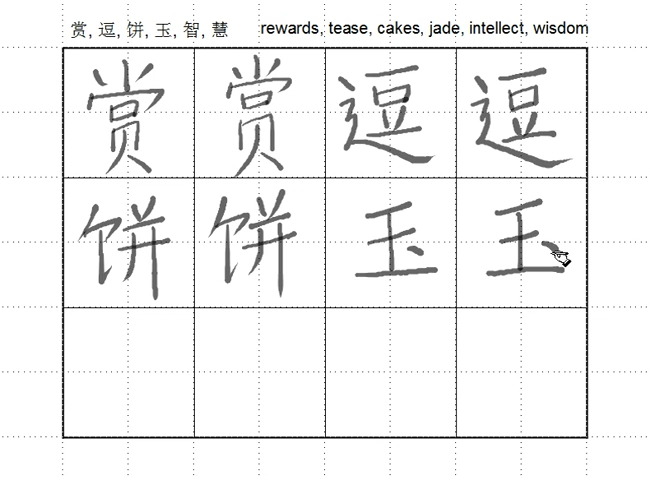 赏, 逗, 饼, 玉, 智, 慧 rewards, tease, cakes, jade, intellect, wisdom
赏 赏 逗 逗
饼 饼 玉 玉